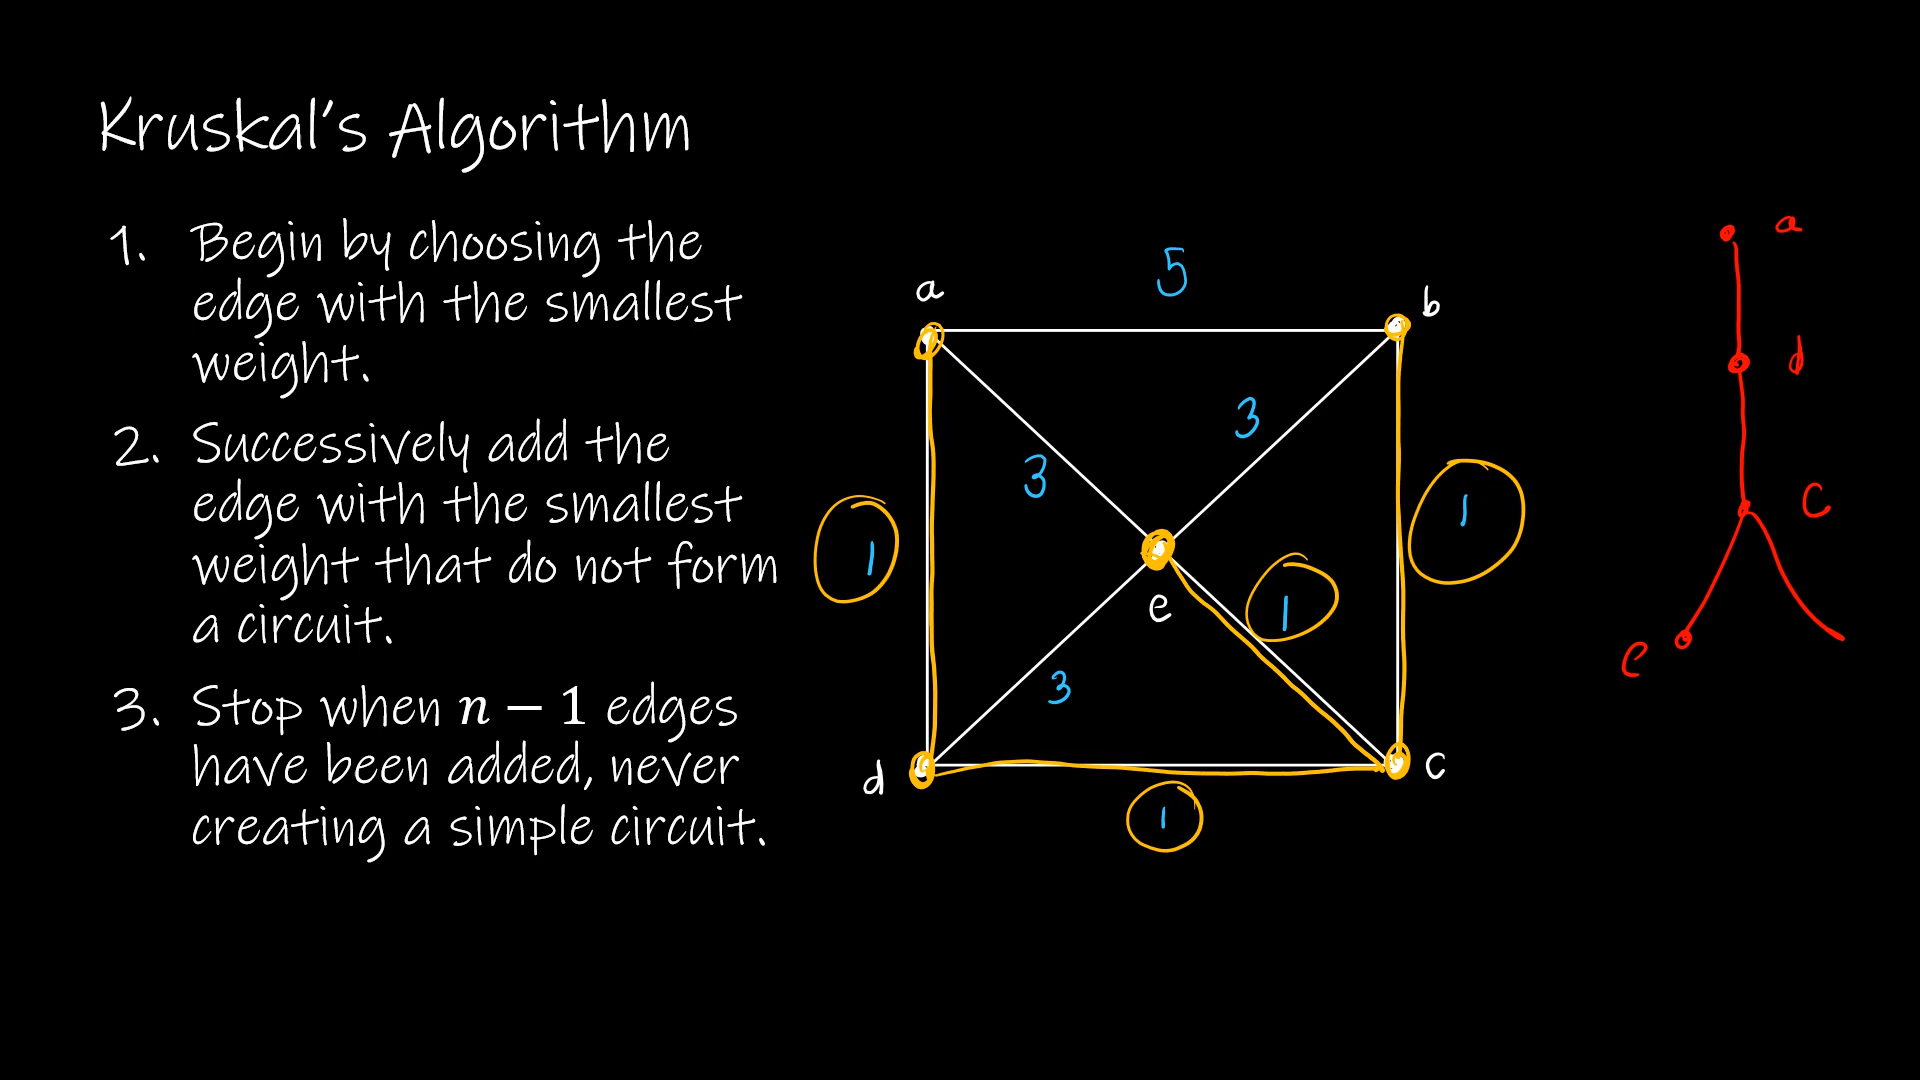 Kruskal's Algorithm
1. Begin by choosing the
edge with the smallest
weight.
2. Successively add the
edge with the smallest
weight that do not form
a circuit.
3. Stop when n − 1 edges
have been added, never
creating a simple circuit.
5
a
b
3
3
1
1
e
1
3
d
c
1
a
d
c
e